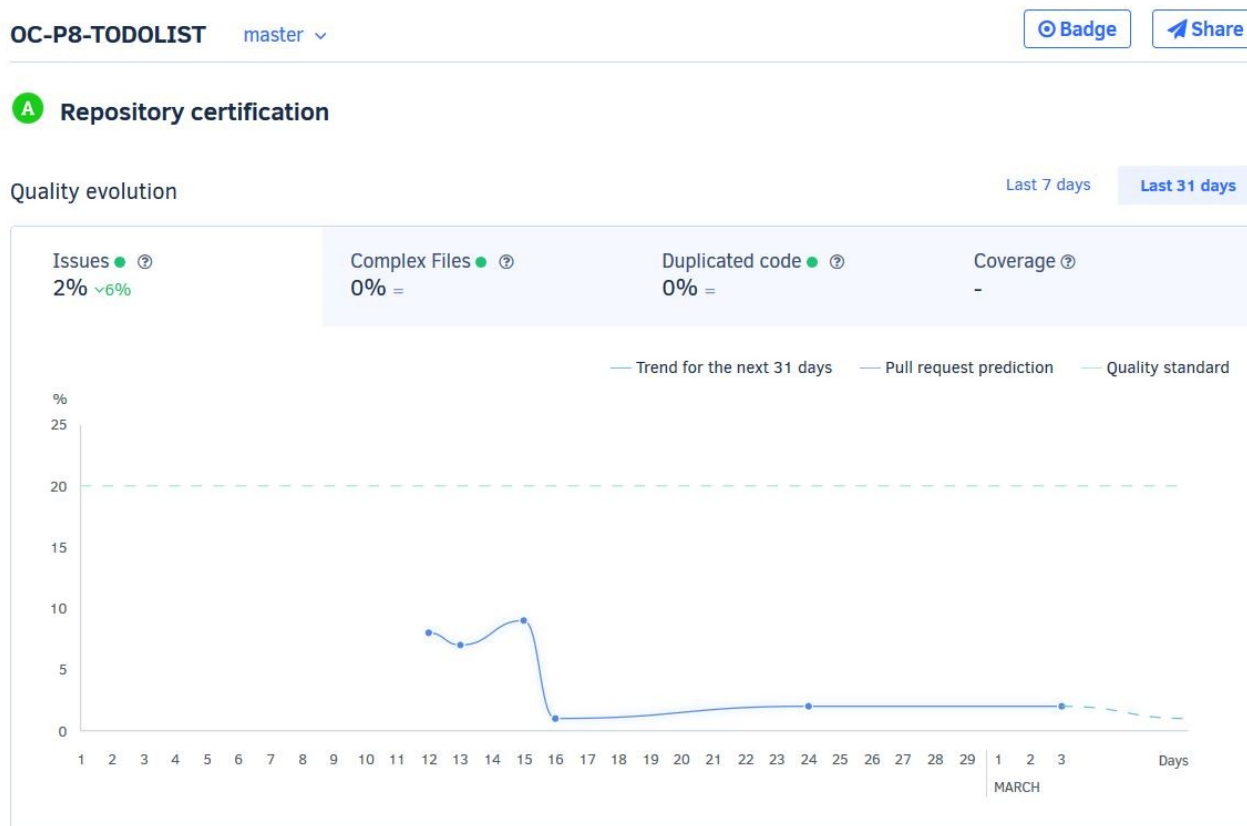 OC-P8-TODOLIST master Badge Share
A Repository certification
Quality evolution Last 7 days Last 31 days
Issues Complex Files Duplicated code Coverage
2% 6% 0% = 0% = -
Trend for the next 31 days Pull request prediction Quality standard
%
25
20
15
10
5
0
1 2 3 4 5 6 7 8 9 10 11 12 13 14 15 16 17 18 19 20 21 22 23 24 25 26 27 28 29 1 2 3 Days
MARCH